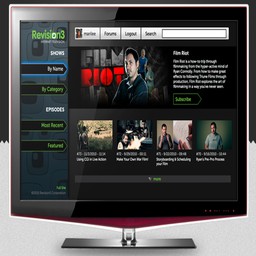 Revision3
maxlee Forums Logout Search
SHOWS
by Name
by Category
EPISODES
Most Recent
Featured
FILM
RIOT
Film Riot
Film Riot is a how-to trip through
filmmaking from the hyper-active mind of
Ryan Connolly. From how to make great
effects to following Triune Films through
production, Film Riot explores the art of
filmmaking in a way you've never seen.
Subscribe
Using CGI in Live Action
Make Your Own War Film!
Storyboarding & Scheduling
your Film
Ryan's Pre-Pro Process
more